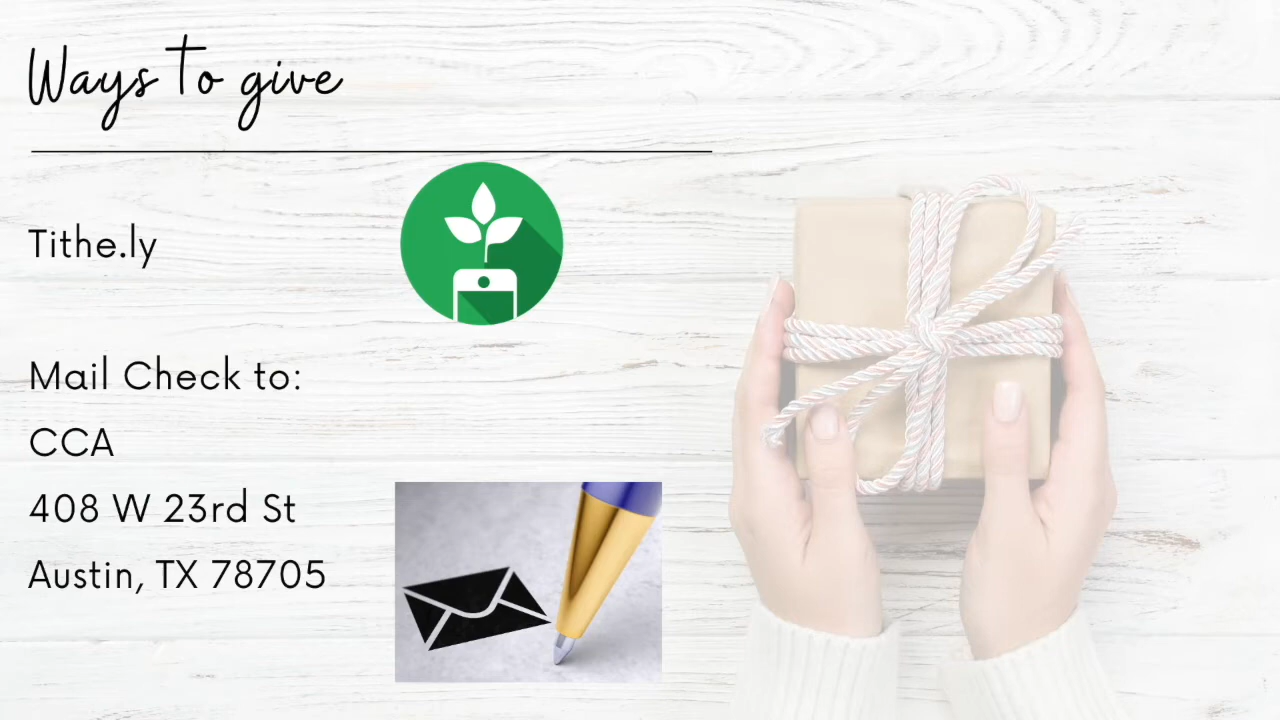 Ways to give
Tithe.ly
Mail Check to:
CCA
408 W 23rd St
Austin, TX 78705